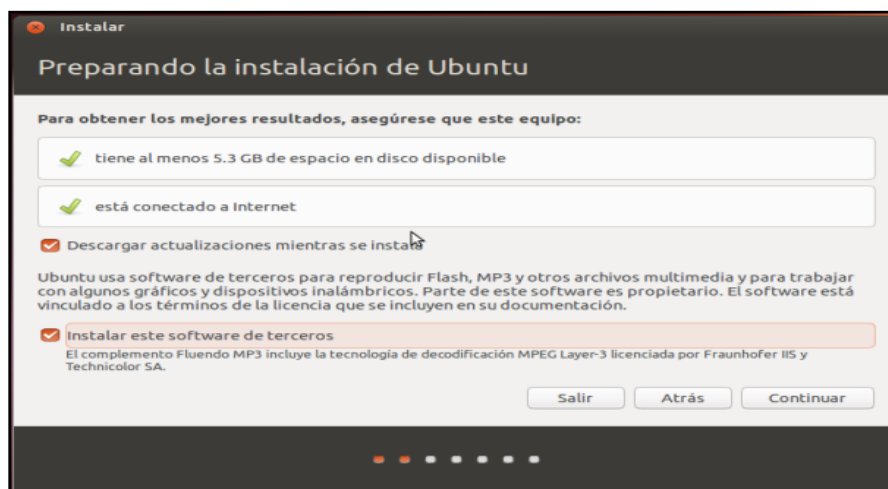 Instalar
Preparando la instalación de Ubuntu
Para obtener los mejores resultados, asegúrese que este equipo:
tiene al menos 5.3 GB de espacio en disco disponible
está conectado a Internet
Descargar actualizaciones mientras se instala
Ubuntu usa software de terceros para reproducir Flash, MP3 y otros archivos multimedia y para trabajar
con algunos gráficos y dispositivos inalámbricos. Parte de este software es propietario. El software está
vinculado a los términos de la licencia que se incluyen en su documentación.
Instalar este software de terceros
El complemento Fluendo MP3 incluye la tecnología de decodificación MPEG Layer-3 licenciada por Fraunhofer IIS y
Technicolor SA.
Salir Atrás Continuar